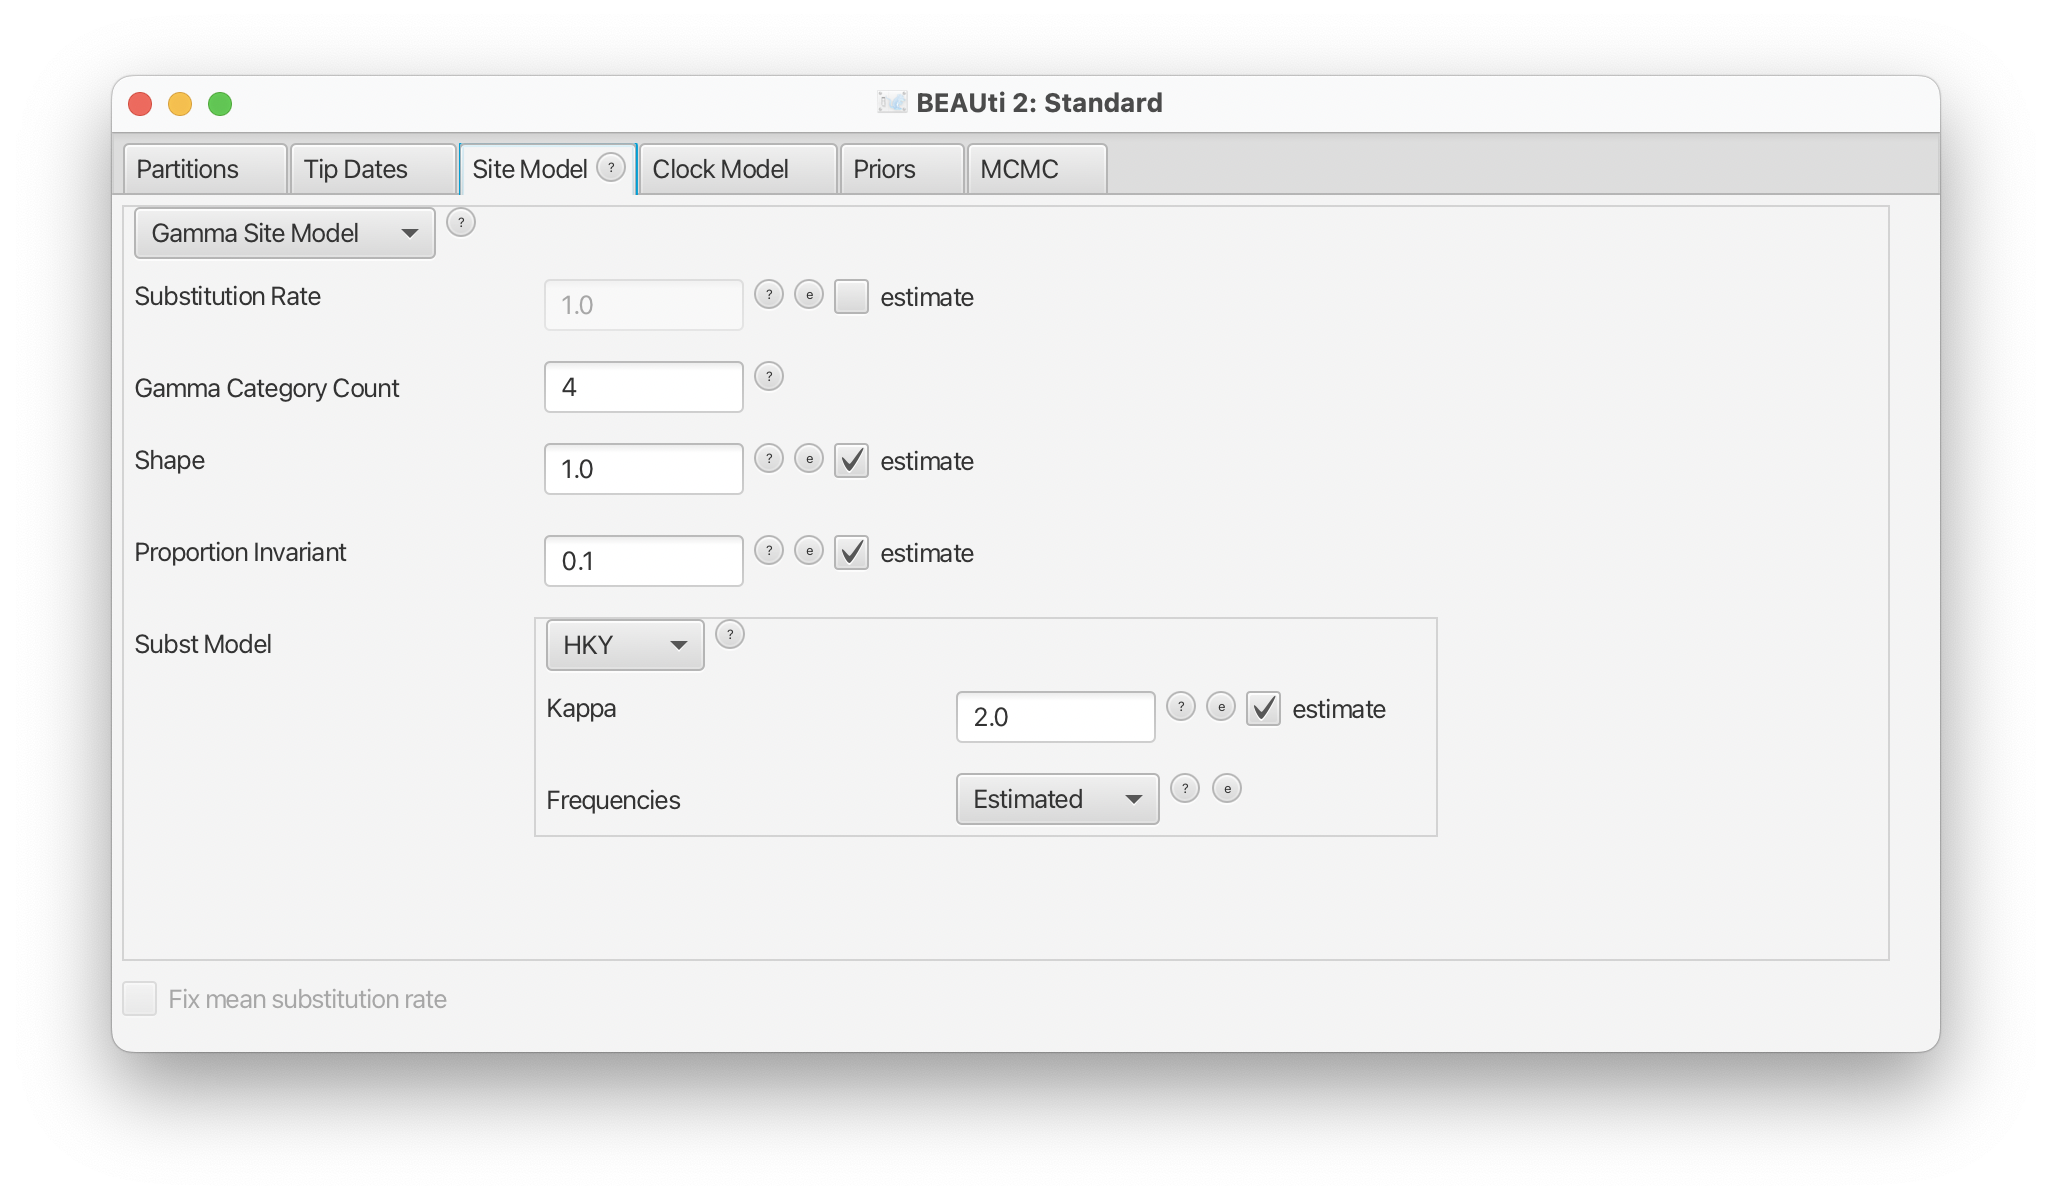 BEAUti 2: Standard
Partitions Tip Dates Site Model ? Clock Model Priors MCMC
Gamma Site Model ?
Substitution Rate 1.0 ? e estimate
Gamma Category Count 4 ?
Shape 1.0 ? e estimate
Proportion Invariant 0.1 ? e estimate
Subst Model HKY ?
Kappa 2.0 ? e estimate
Frequencies Estimated ? e
Fix mean substitution rate